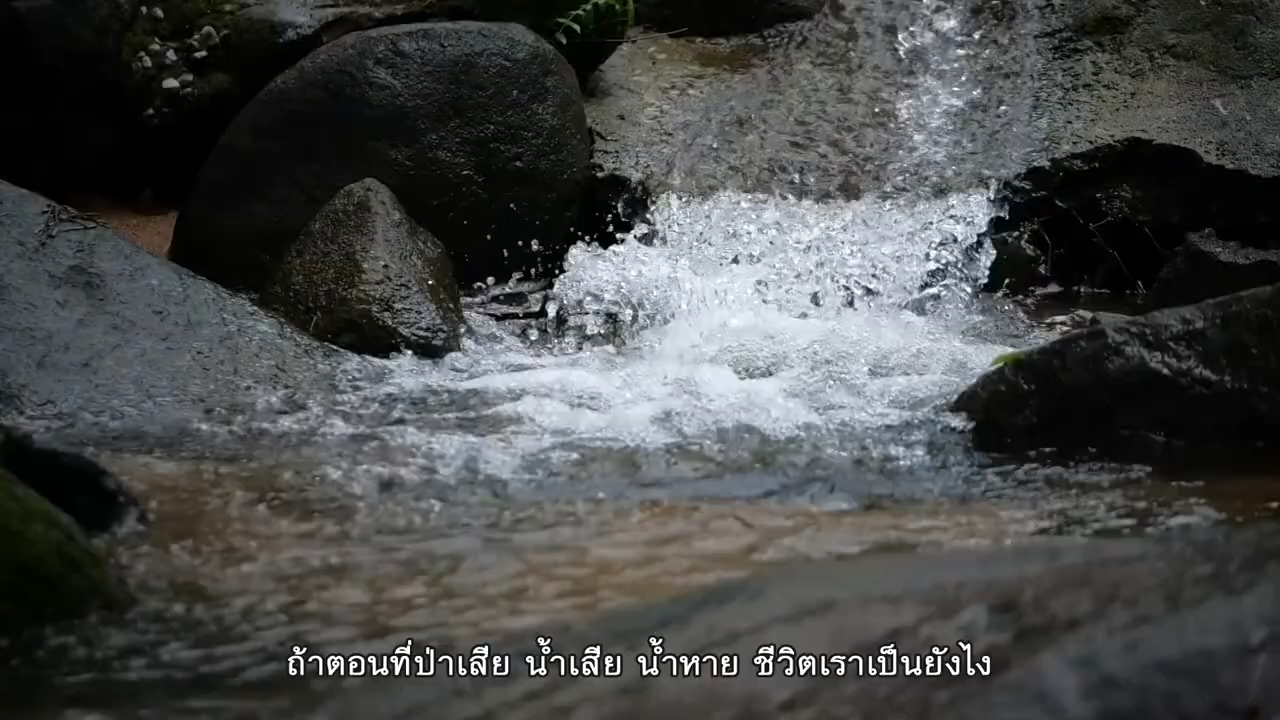 ถ้าตอนที่ป่าเสีย น้ำเสีย น้ำหาย ชีวิตเราเป็นยังไง